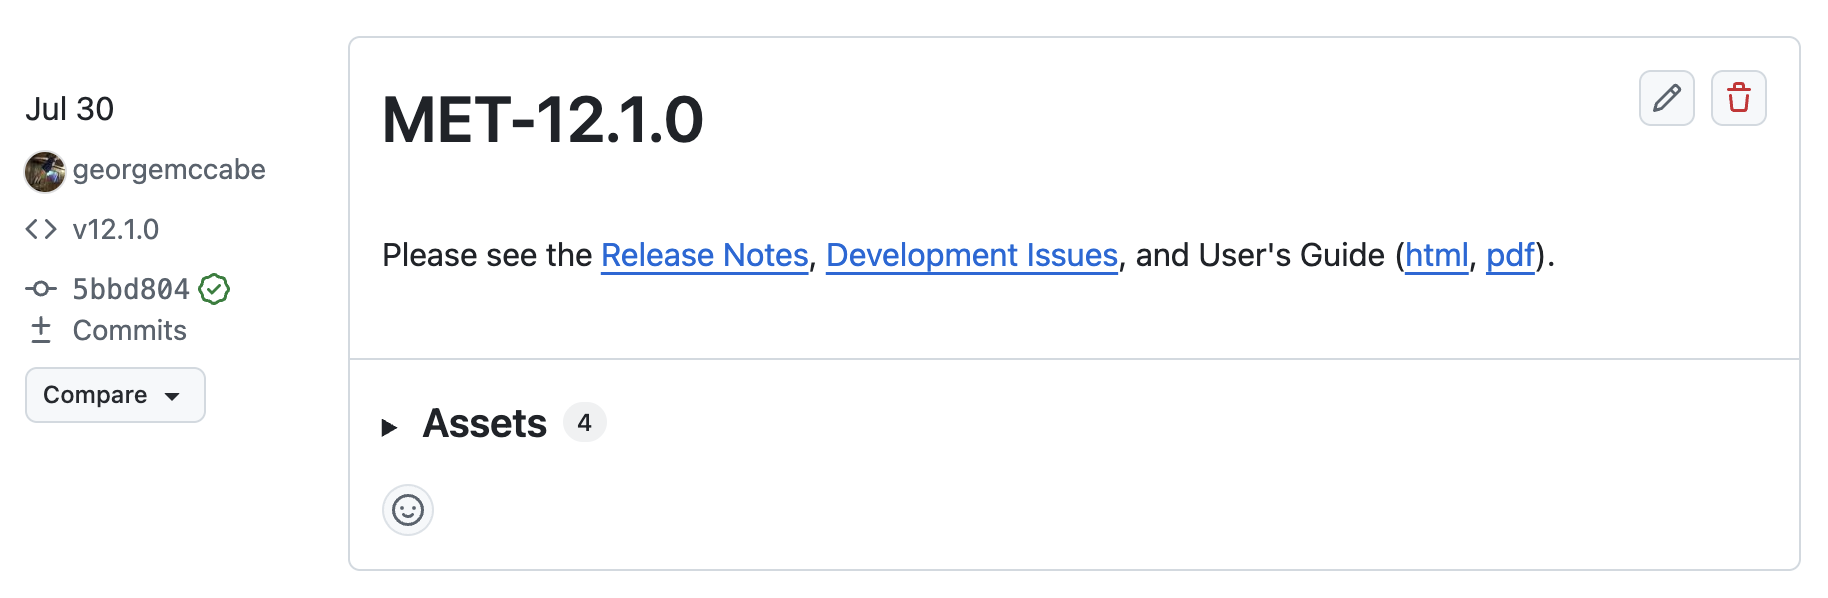 Jul 30
georgemccabe
v12.1.0
5bbd804
Commits
Compare
MET-12.1.0
Please see the Release Notes, Development Issues, and User's Guide (html, pdf).
Assets 4